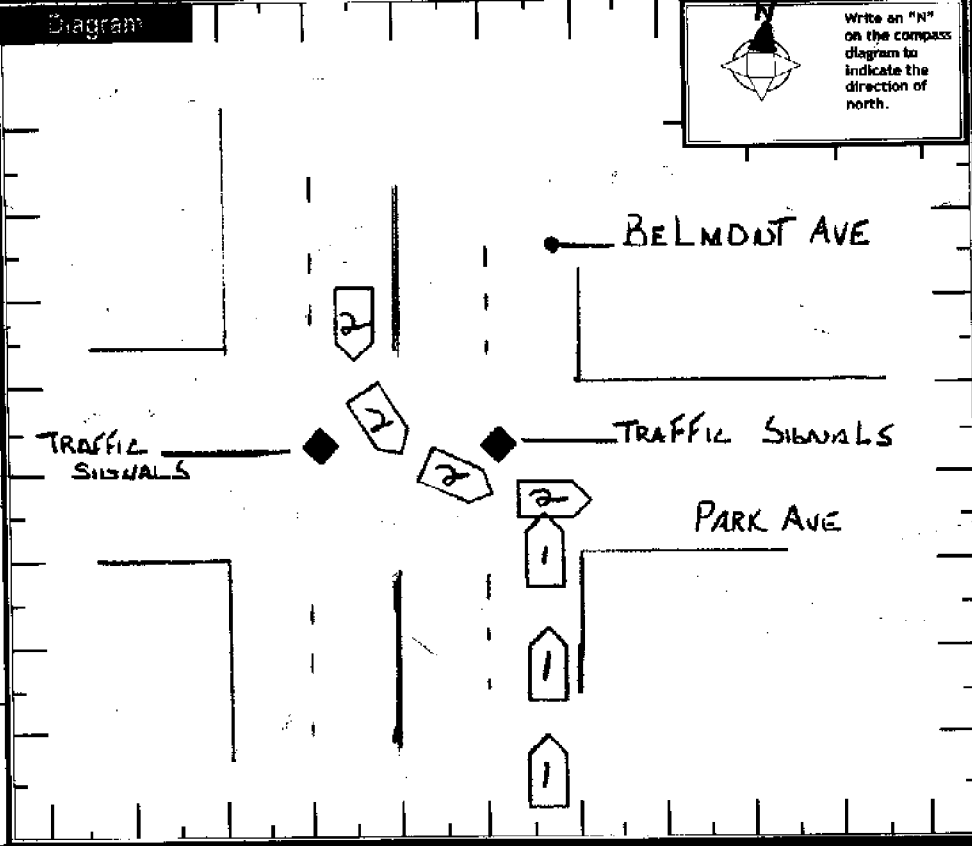 Diagram
N
Write an "N"
on the compass
diagram to
indicate the
direction of
north.
BELMONT AVE
2
2
TRAFFIC
SIGNALS
TRAFFIC SIGNALS
2
2
PARK AVE
1
1
1